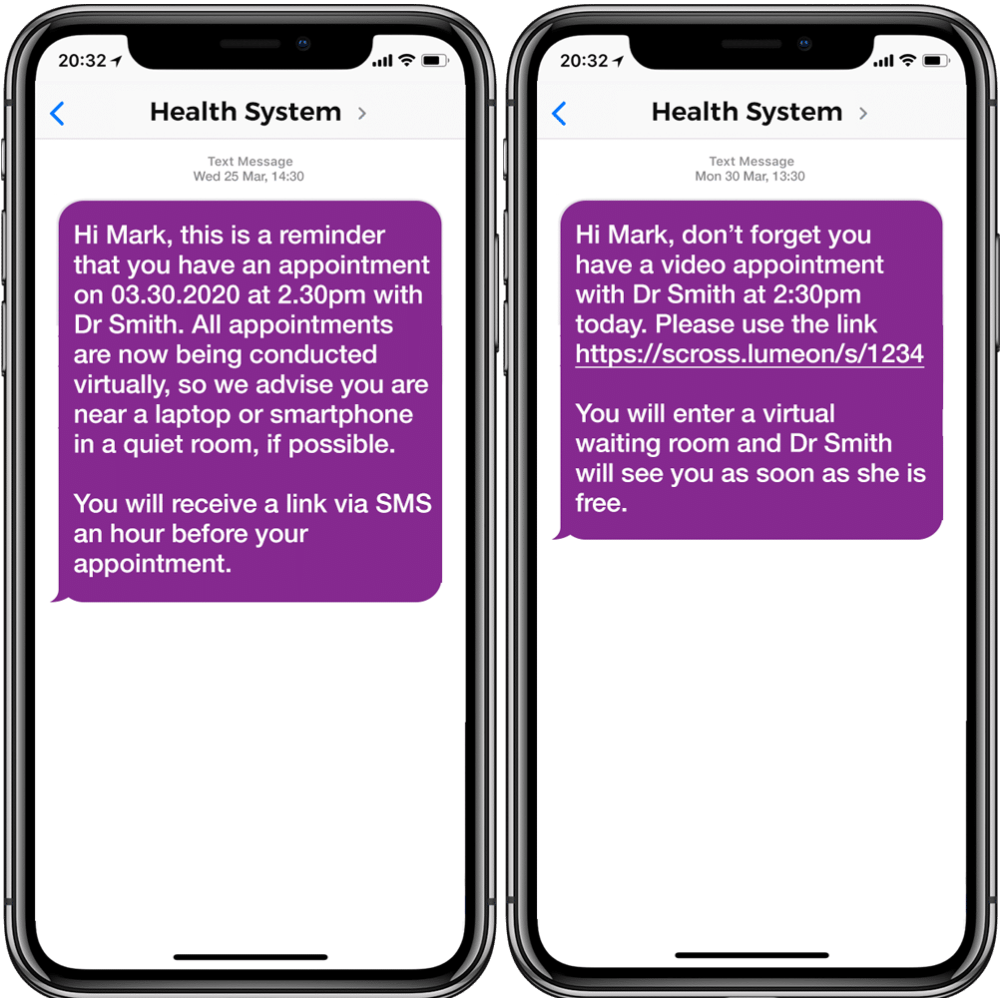 20:32
Health System
Text Message
Wed 25 Mar, 14:30
Hi Mark, this is a reminder
that you have an appointment
on 03.30.2020 at 2.30pm with
Dr Smith. All appointments
are now being conducted
virtually, so we advise you are
near a laptop or smartphone
in a quiet room, if possible.
You will receive a link via SMS
an hour before your
appointment.
20:32
Health System
Text Message
Mon 30 Mar, 13:30
Hi Mark, don’t forget you
have a video appointment
with Dr Smith at 2:30pm
today. Please use the link
https://scross.lumeon/s/1234
You will enter a virtual
waiting room and Dr Smith
will see you as soon as she is
free.